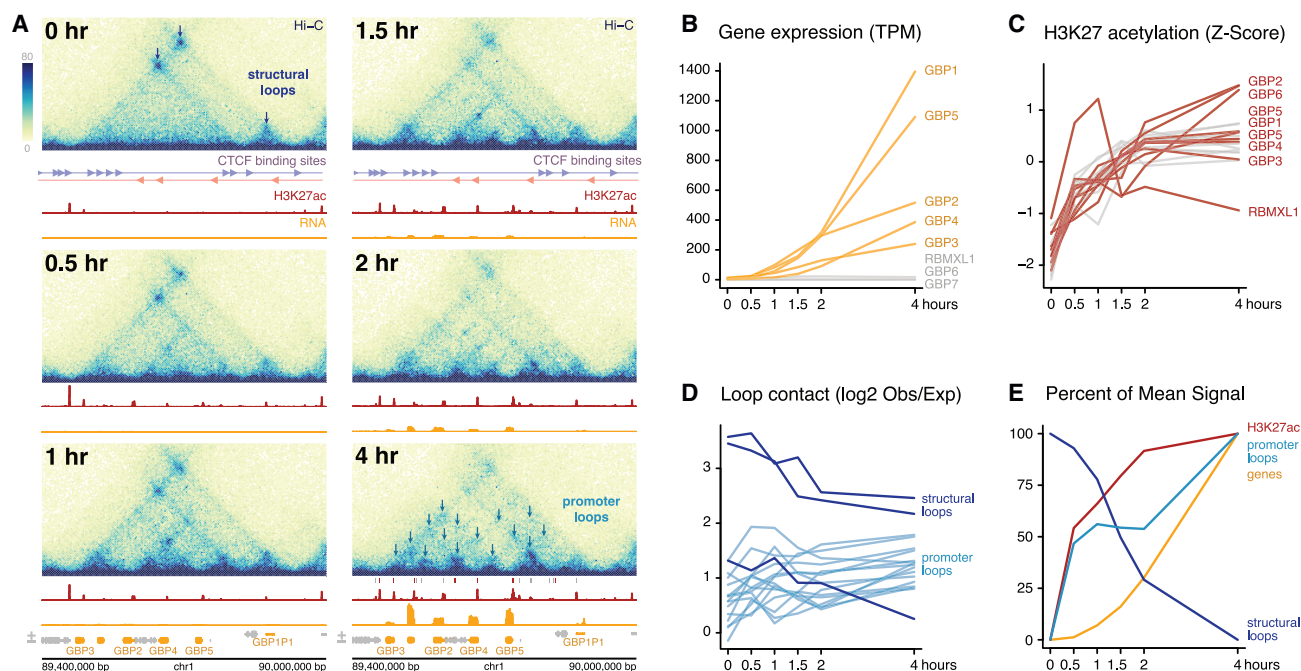 A
0 hr
Hi–C
80
0
structural
loops
CTCF binding sites
H3K27ac
RNA
1.5 hr
Hi–C
CTCF binding sites
H3K27ac
RNA
0.5 hr
2 hr
1 hr
4 hr
promoter
loops
GBP3
GBP2
GBP4
GBP5
GBP1P1
89,400,000 bp
chr1
90,000,000 bp
GBP3
GBP2
GBP4
GBP5
GBP1P1
89,400,000 bp
chr1
90,000,000 bp
B
Gene expression (TPM)
1400
1200
1000
800
600
400
200
0
GBP1
GBP5
GBP2
GBP4
GBP3
RBMXL1
GBP6
GBP7
0 0.5 1 1.5 2 4 hours
C
H3K27 acetylation (Z-Score)
1
0
−1
−2
GBP2
GBP6
GBP5
GBP1
GBP5
GBP4
GBP3
RBMXL1
0 0.5 1 1.5 2 4 hours
D
Loop contact (log2 Obs/Exp)
3
2
1
0
structural
loops
promoter
loops
0 0.5 1 1.5 2 4 hours
E
Percent of Mean Signal
100
75
50
25
0
H3K27ac
promoter
loops
genes
structural
loops
0 0.5 1 1.5 2 4 hours